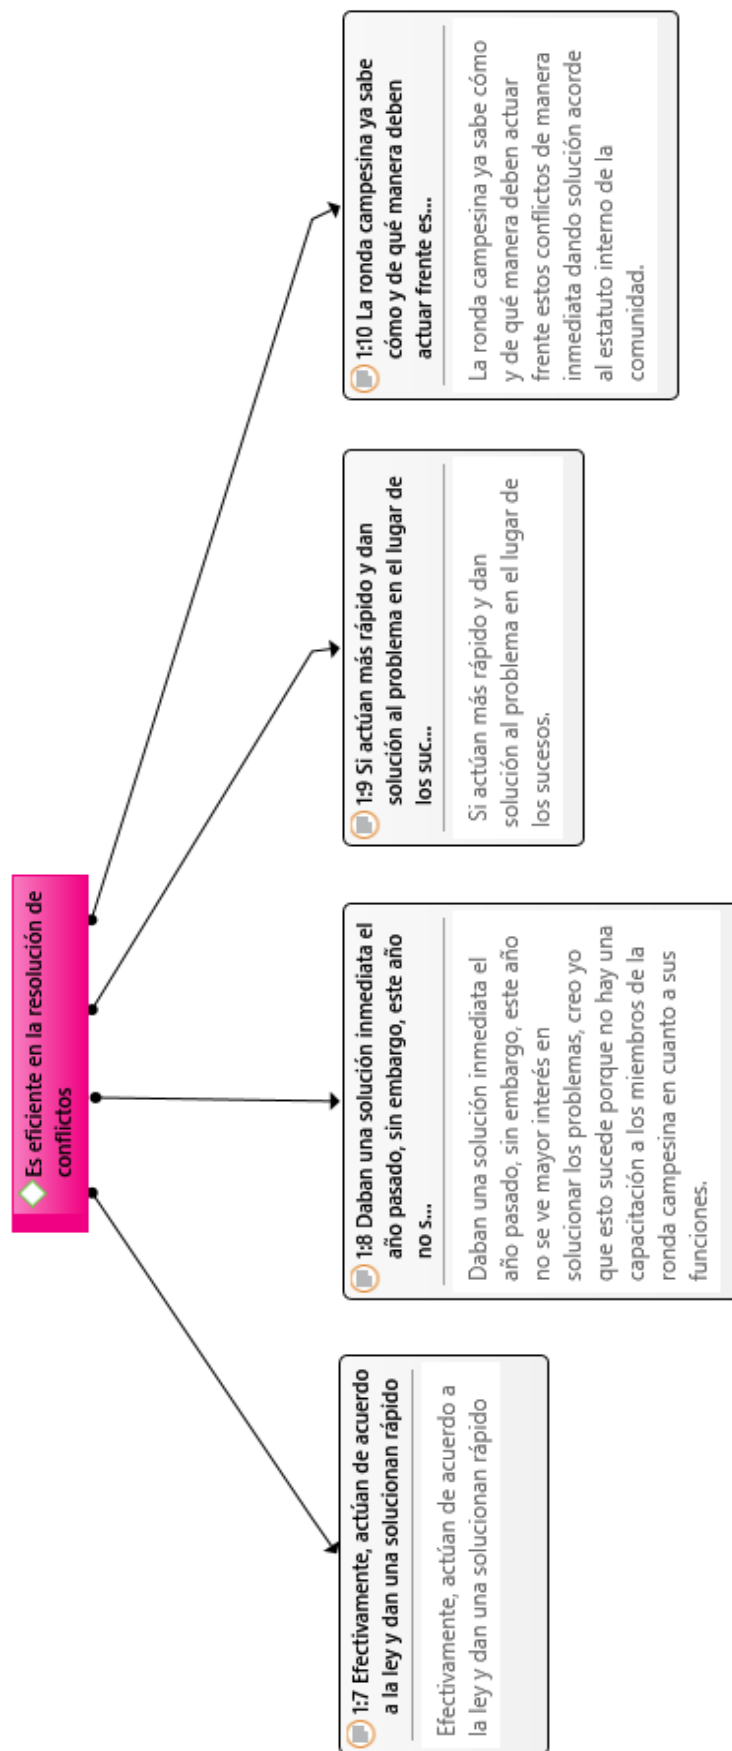 Es eficiente en la resolución de
conflictos
1:7 Efectivamente, actúan de acuerdo
a la ley y dan una solucionan rápido
Efectivamente, actúan de acuerdo a
la ley y dan una solucionan rápido
1:8 Daban una solución inmediata el
año pasado, sin embargo, este año
no s...
Daban una solución inmediata el
año pasado, sin embargo, este año
no se ve mayor interés en
solucionar los problemas, creo yo
que esto sucede porque no hay una
capacitación a los miembros de la
ronda campesina en cuanto a sus
funciones.
1:9 Si actúan más rápido y dan
solución al problema en el lugar de
los suc...
Si actúan más rápido y dan
solución al problema en el lugar de
los sucesos.
1:10 La ronda campesina ya sabe
cómo y de qué manera deben
actuar frente es...
La ronda campesina ya sabe cómo
y de qué manera deben actuar
frente estos conflictos de manera
inmediata dando solución acorde
al estatuto interno de la
comunidad.